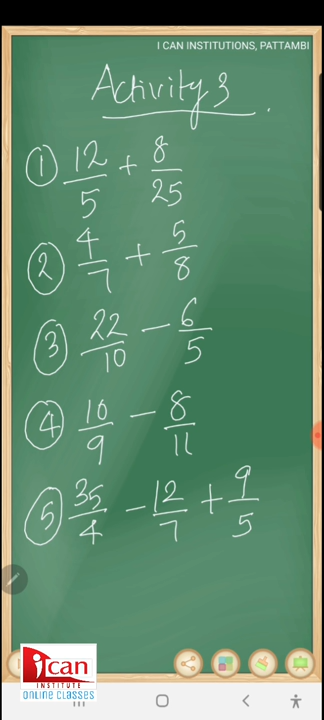 I CAN INSTITUTIONS, PATTAMBI
Activity 3
① 12/5 + 8/25
② 4/7 + 5/8
③ 22/10 − 6/5
④ 10/9 − 8/11
⑤ 35/4 − 12/7 + 9/5
ican
INSTITUTE
ONLINE CLASSES